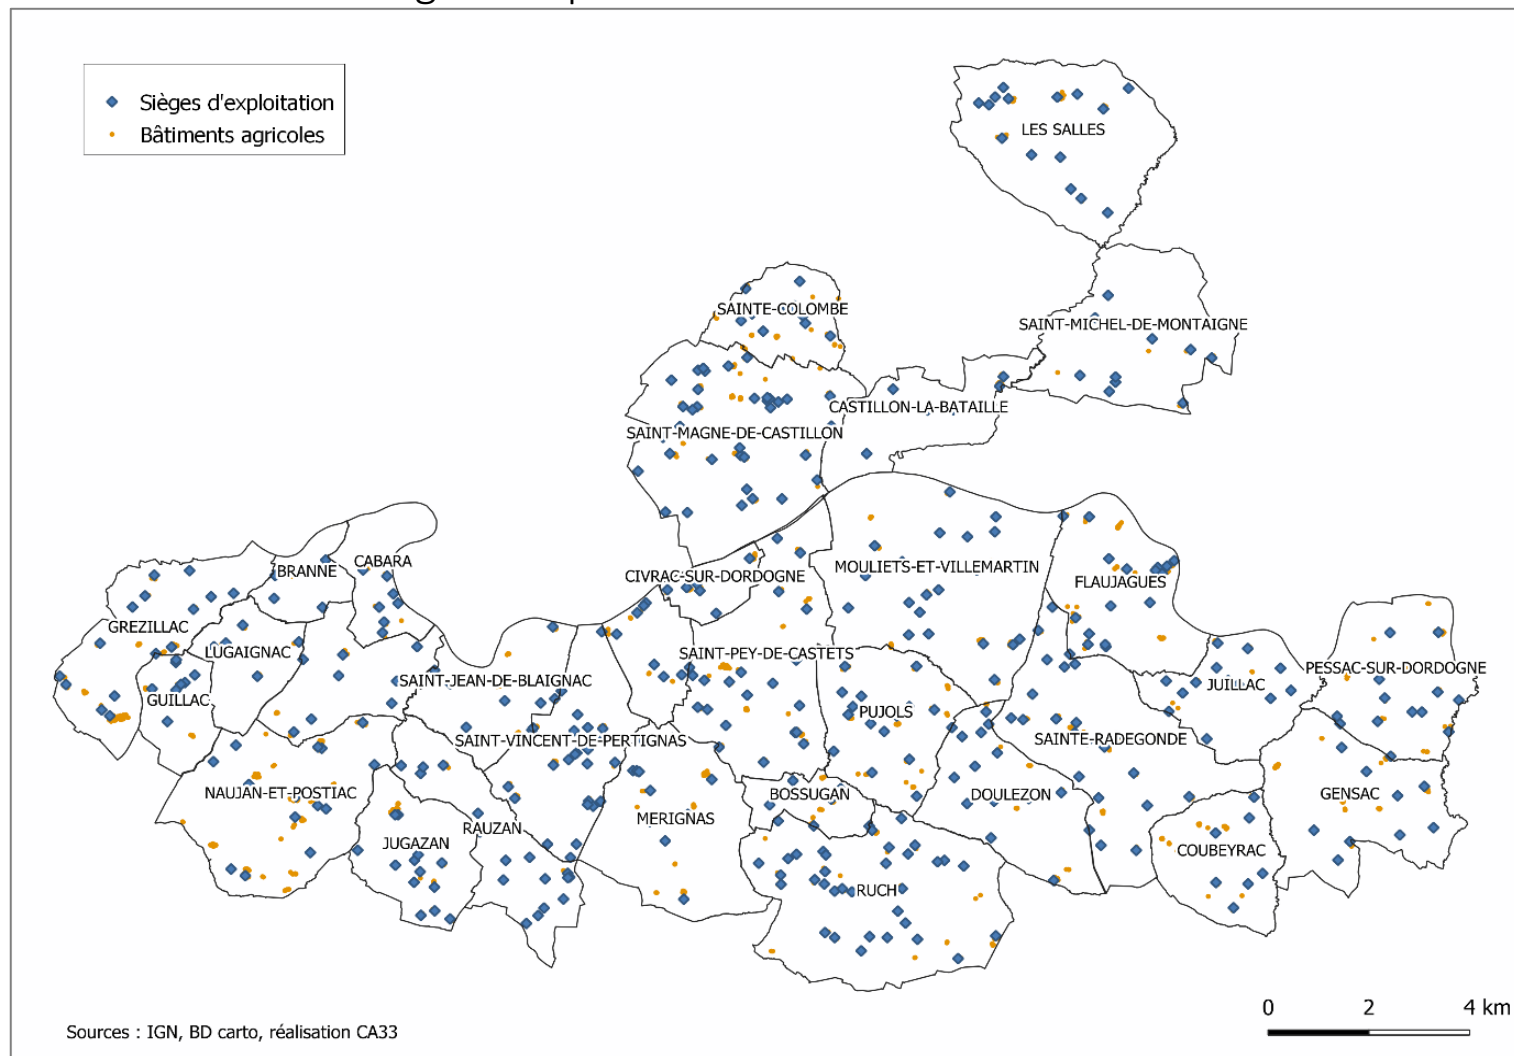 Sièges d'exploitation
Bâtiments agricoles
LES SALLES
SAINTE-COLOMBE
SAINT-MICHEL-DE-MONTAIGNE
CASTILLON-LA-BATAILLE
SAINT-MAGNE-DE-CASTILLON
CABARA
BRANNE
MOULIETS-ET-VILLEMARTIN
CIVRAC-SUR-DORDOGNE
FLAUJAGUES
GREZILLAC
LUGAIGNAC
SAINT-PEY-DE-CASTETS
PESSAC-SUR-DORDOGNE
SAINT-JEAN-DE-BLAIGNAC
JUILLAC
GUILLAC
PUJOLS
SAINT-VINCENT-DE-PERTIGNAS
SAINTE-RADEGONDE
NAUJAN-ET-POSTIAC
BOSSUGAN
DOULEZON
GENSAC
MERIGNAS
RAUZAN
JUGAZAN
COUBEYRAC
RUCH
0 2 4 km
Sources : IGN, BD carto, réalisation CA33